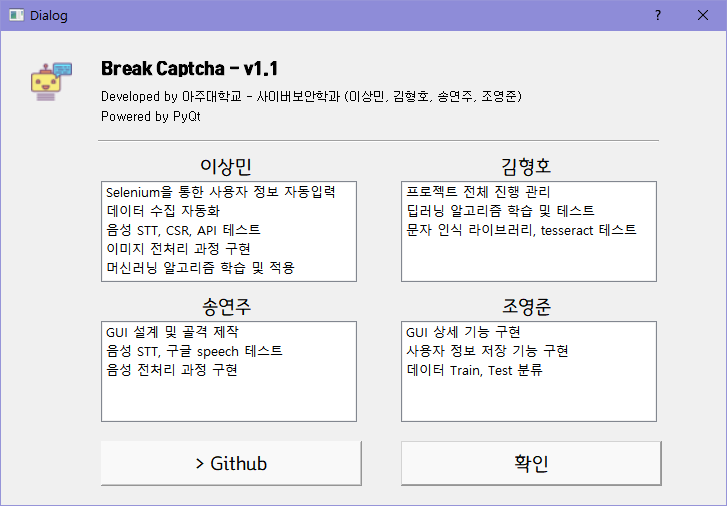 Dialog
?
Break Captcha - v1.1
Developed by 아주대학교 - 사이버보안학과 (이상민, 김형호, 송연주, 조영준)
Powered by PyQt
이상민
Selenium을 통한 사용자 정보 자동입력
데이터 수집 자동화
음성 STT, CSR, API 테스트
이미지 전처리 과정 구현
머신러닝 알고리즘 학습 및 적용
김형호
프로젝트 전체 진행 관리
딥러닝 알고리즘 학습 및 테스트
문자 인식 라이브러리, tesseract 테스트
송연주
GUI 설계 및 골격 제작
음성 STT, 구글 speech 테스트
음성 전처리 과정 구현
조영준
GUI 상세 기능 구현
사용자 정보 저장 기능 구현
데이터 Train, Test 분류
> Github
확인